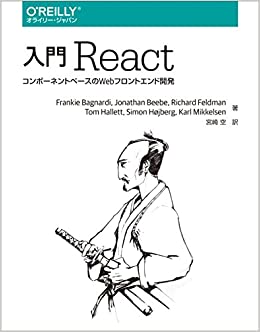 O'REILLY®
オライリー・ジャパン
入門 React
コンポーネントベースのWebフロントエンド開発
Frankie Bagnardi, Jonathan Beebe, Richard Feldman
Tom Hallett, Simon Højberg, Karl Mikkelsen 著
宮崎 空 訳